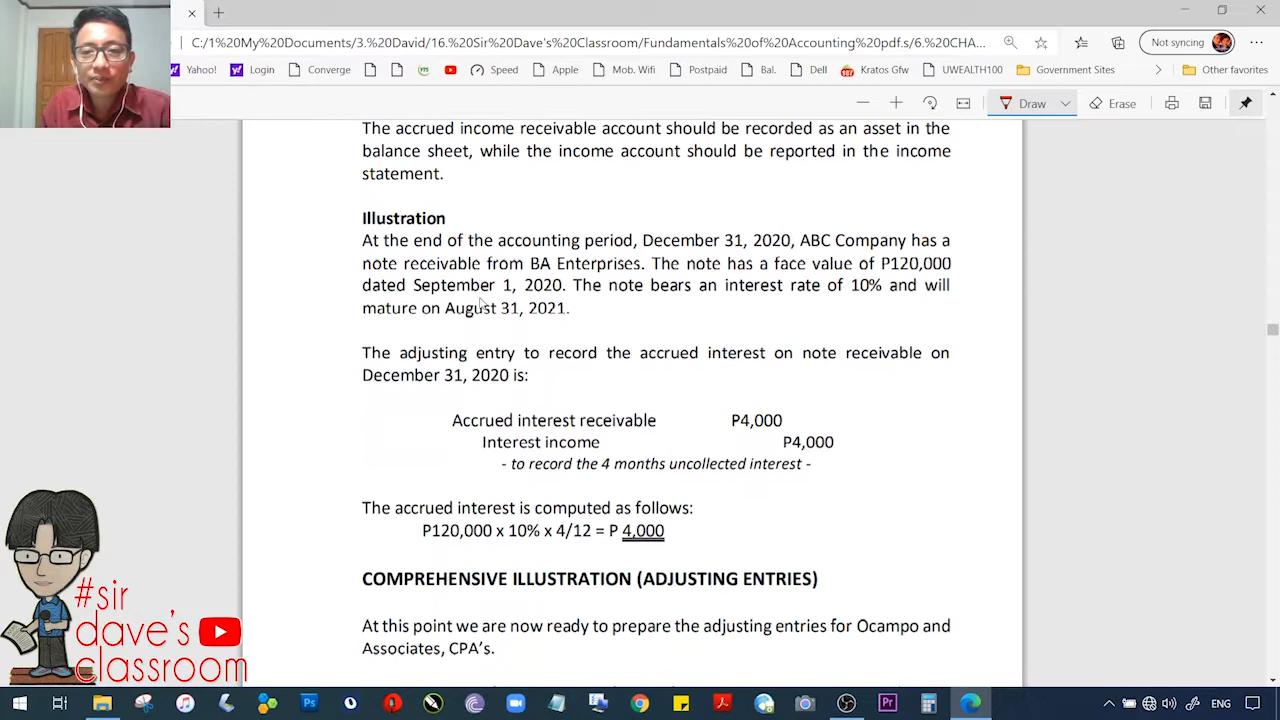 C:/1%20My%20Documents/3.%20David/16.%20Sir%20Dave's%20Classroom/Fundamentals%20of%20Accounting%20pdf.s/6.%20CHA...
Not syncing
Yahoo!
Login
Converge
Speed
Apple
Mob. Wifi
Postpaid
Bal.
Dell
Kratos Gfw
UWEALTH100
Government Sites
Other favorites
Draw
Erase
The accrued income receivable account should be recorded as an asset in the
balance sheet, while the income account should be reported in the income
statement.
Illustration
At the end of the accounting period, December 31, 2020, ABC Company has a
note receivable from BA Enterprises. The note has a face value of P120,000
dated September 1, 2020. The note bears an interest rate of 10% and will
mature on August 31, 2021.
The adjusting entry to record the accrued interest on note receivable on
December 31, 2020 is:
Accrued interest receivable P4,000
Interest income P4,000
- to record the 4 months uncollected interest -
The accrued interest is computed as follows:
P120,000 x 10% x 4/12 = P 4,000
COMPREHENSIVE ILLUSTRATION (ADJUSTING ENTRIES)
At this point we are now ready to prepare the adjusting entries for Ocampo and
Associates, CPA's.
#sir
dave's
classroom
Ps
Pr
ENG